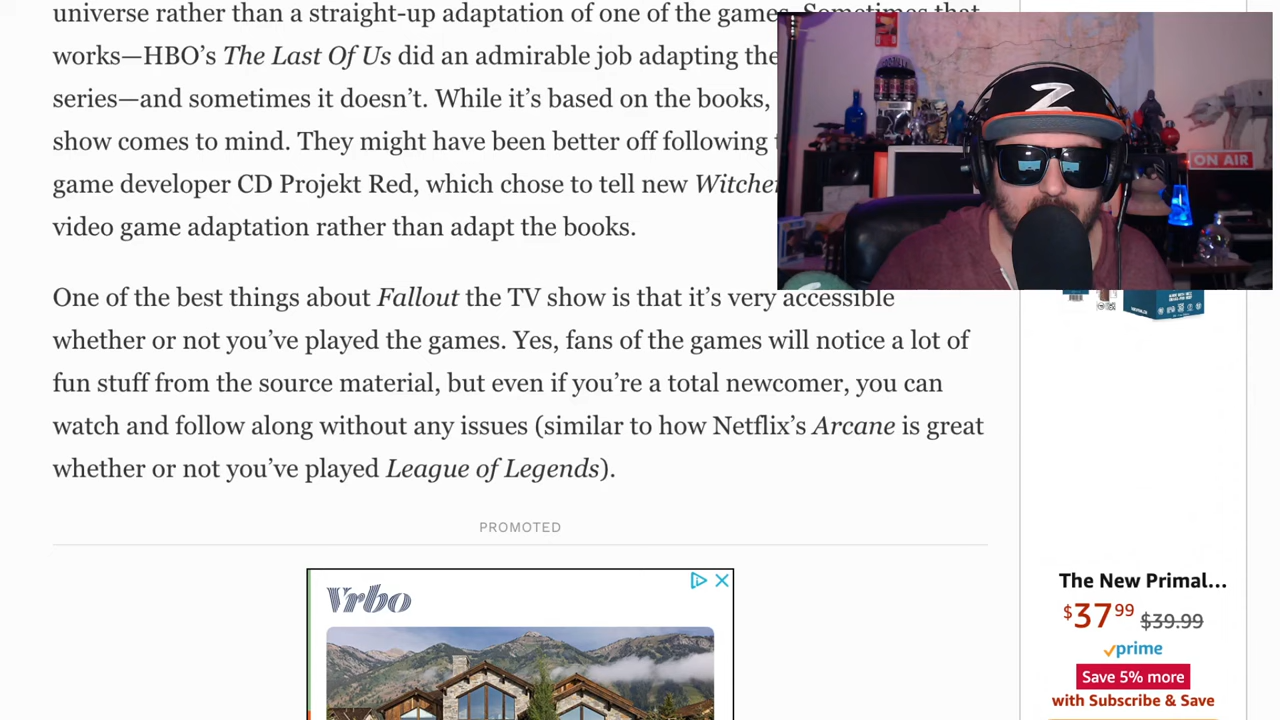 universe rather than a straight-up adaptation of one of the games. Sometimes that
works—HBO’s The Last Of Us did an admirable job adapting the
series—and sometimes it doesn’t. While it’s based on the books,
show comes to mind. They might have been better off following
game developer CD Projekt Red, which chose to tell new Witcher
video game adaptation rather than adapt the books.
One of the best things about Fallout the TV show is that it’s very accessible
whether or not you’ve played the games. Yes, fans of the games will notice a lot of
fun stuff from the source material, but even if you’re a total newcomer, you can
watch and follow along without any issues (similar to how Netflix’s Arcane is great
whether or not you’ve played League of Legends).
PROMOTED
Vrbo
Z
ON AIR
The New Primal...
$3799 $39.99
prime
Save 5% more
with Subscribe & Save